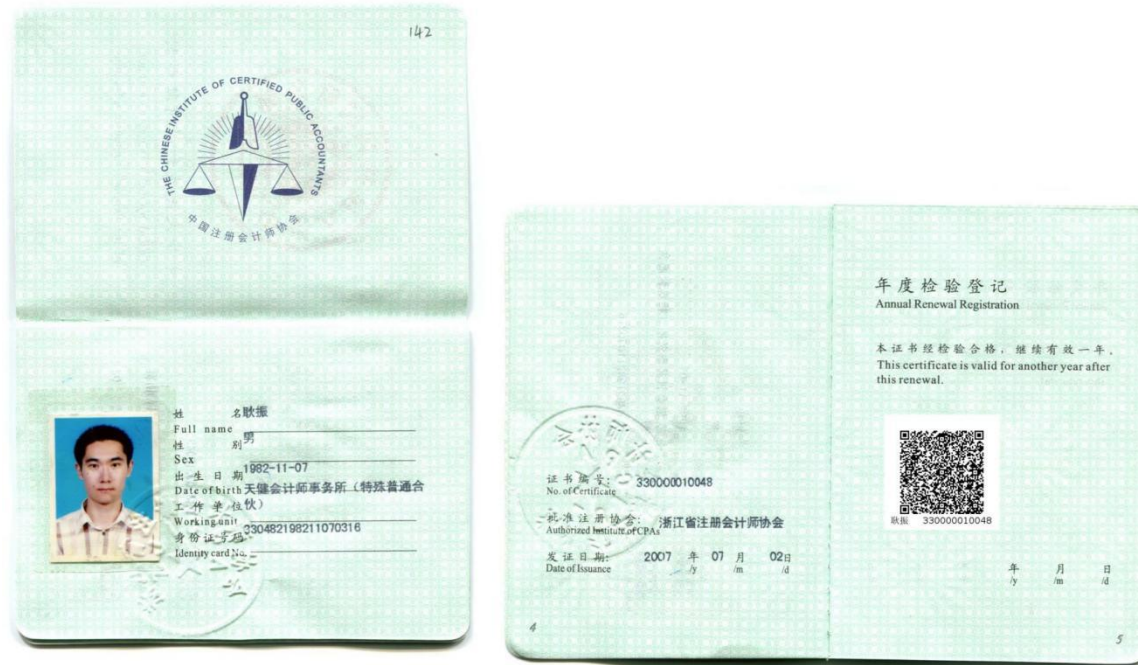 142
THE CHINESE INSTITUTE OF CERTIFIED PUBLIC ACCOUNTANTS
中国注册会计师协会
姓 名 耿振
Full name
性 别 男
Sex
出生日期 1982-11-07
Date of birth
工作单位 天健会计师事务所（特殊普通合
伙）
Working unit
身份证号码 330482198211070316
Identity card No.
证书编号: 330000010048
No. of Certificate
批准注册协会: 浙江省注册会计师协会
Authorized Institute of CPAs
发证日期: 2007 年 07 月 02日
Date of Issuance /y /m /d
4
年度检验登记
Annual Renewal Registration
本证书经检验合格，继续有效一年。
This certificate is valid for another year after
this renewal.
耿振 330000010048
年 月 日
/y /m /d
5